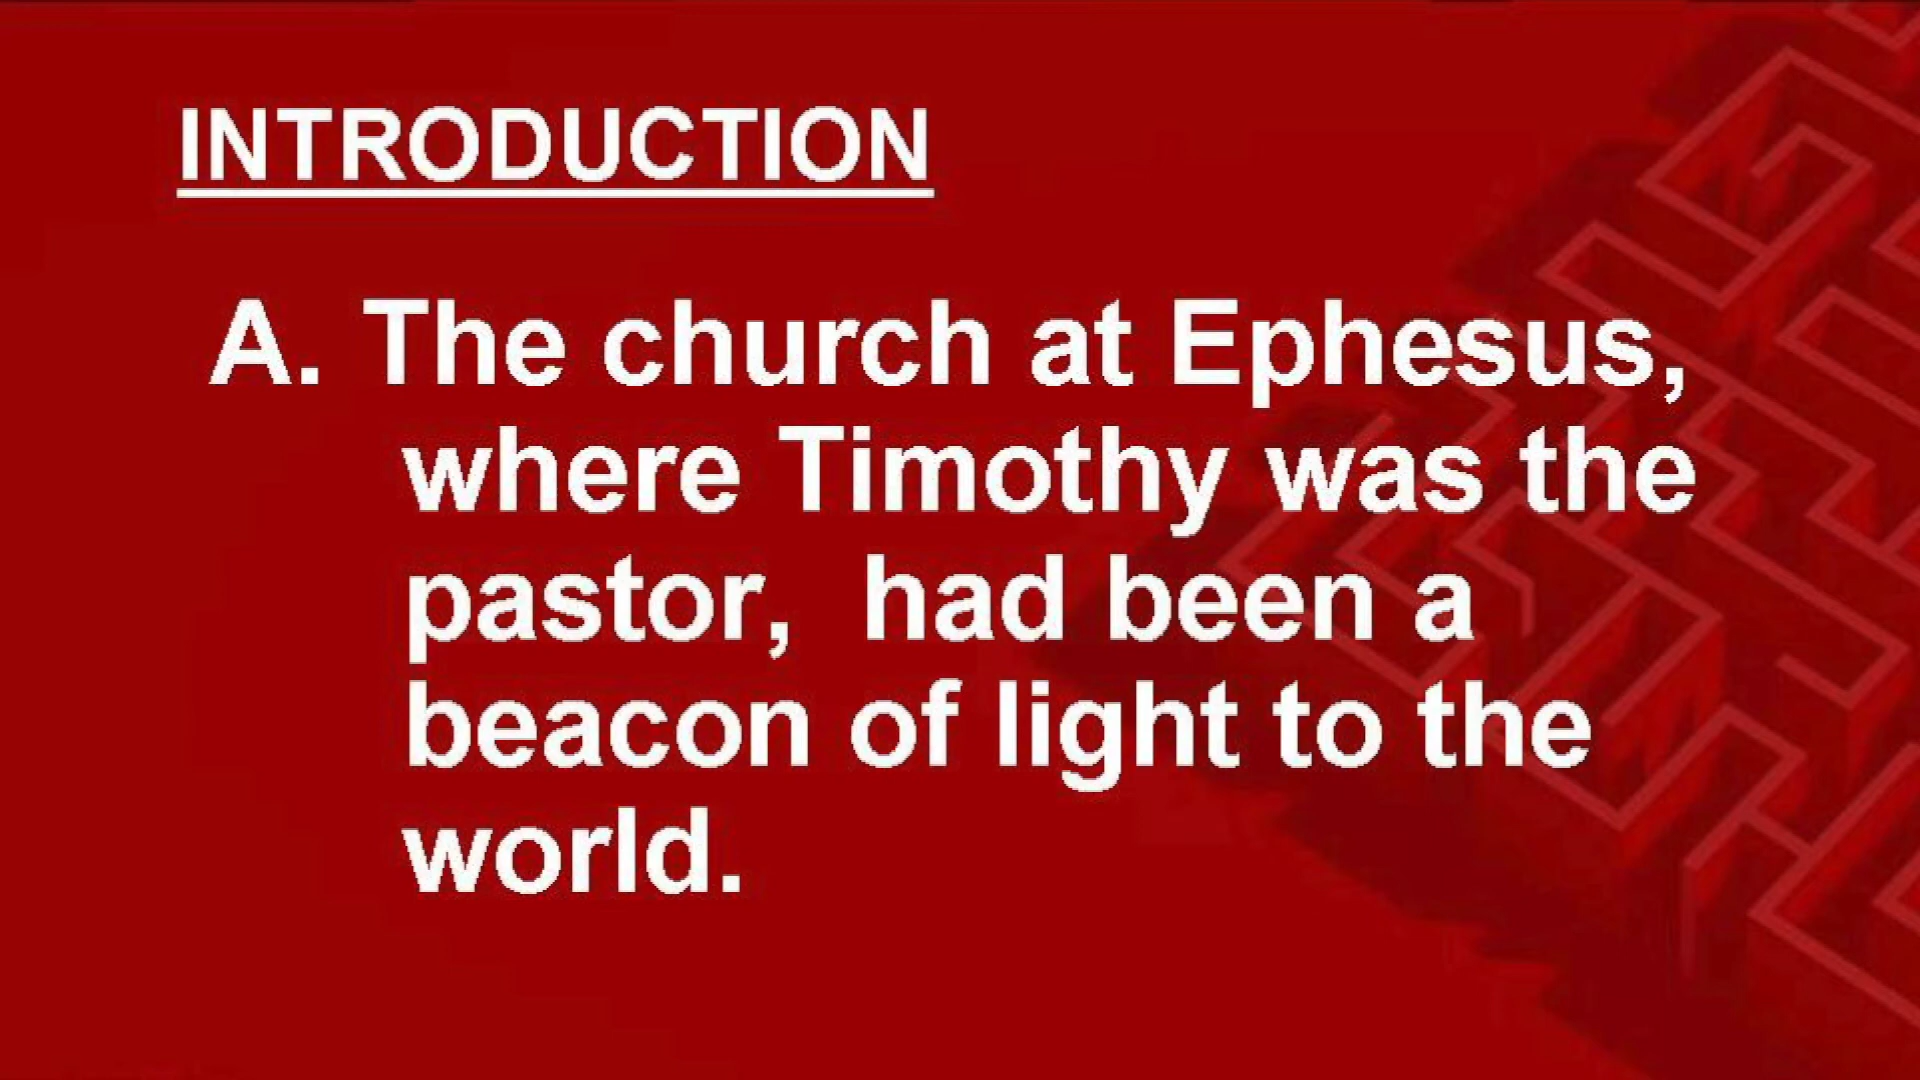 INTRODUCTION
A. The church at Ephesus,
where Timothy was the
pastor,  had been a
beacon of light to the
world.